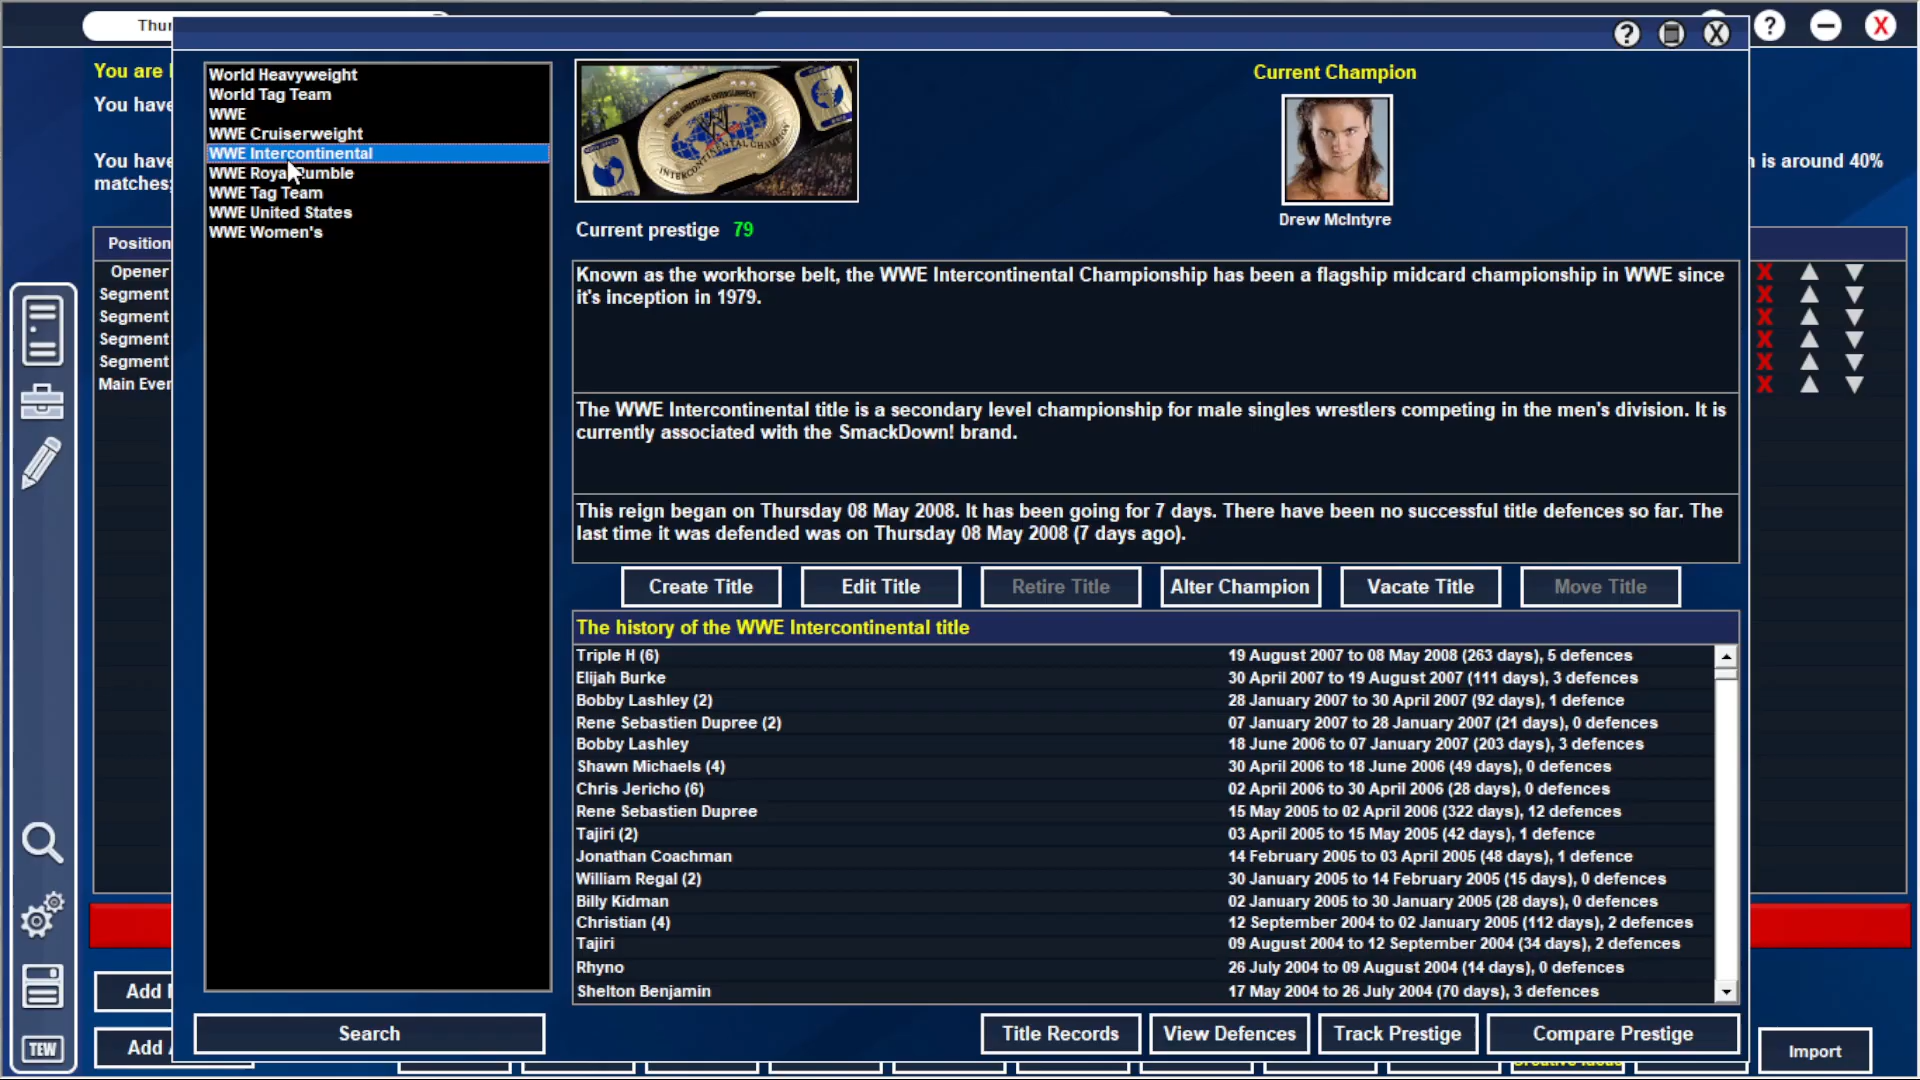 Thur
You are
You have
You have
matches;
n is around 40%
Position
Opener
Segment
Segment
Segment
Segment
Main Even
Add
Add
TEW
Import
World Heavyweight
World Tag Team
WWE
WWE Cruiserweight
WWE Intercontinental
WWE Royal Rumble
WWE Tag Team
WWE United States
WWE Women's
Search
INTERCONTINENTAL CHAMPION
Current prestige 79
Current Champion
Drew McIntyre
Known as the workhorse belt, the WWE Intercontinental Championship has been a flagship midcard championship in WWE since
it's inception in 1979.
The WWE Intercontinental title is a secondary level championship for male singles wrestlers competing in the men's division. It is
currently associated with the SmackDown! brand.
This reign began on Thursday 08 May 2008. It has been going for 7 days. There have been no successful title defences so far. The
last time it was defended was on Thursday 08 May 2008 (7 days ago).
Create Title Edit Title Retire Title Alter Champion Vacate Title Move Title
The history of the WWE Intercontinental title
Triple H (6) 19 August 2007 to 08 May 2008 (263 days), 5 defences
Elijah Burke 30 April 2007 to 19 August 2007 (111 days), 3 defences
Bobby Lashley (2) 28 January 2007 to 30 April 2007 (92 days), 1 defence
Rene Sebastien Dupree (2) 07 January 2007 to 28 January 2007 (21 days), 0 defences
Bobby Lashley 18 June 2006 to 07 January 2007 (203 days), 3 defences
Shawn Michaels (4) 30 April 2006 to 18 June 2006 (49 days), 0 defences
Chris Jericho (6) 02 April 2006 to 30 April 2006 (28 days), 0 defences
Rene Sebastien Dupree 15 May 2005 to 02 April 2006 (322 days), 12 defences
Tajiri (2) 03 April 2005 to 15 May 2005 (42 days), 1 defence
Jonathan Coachman 14 February 2005 to 03 April 2005 (48 days), 1 defence
William Regal (2) 30 January 2005 to 14 February 2005 (15 days), 0 defences
Billy Kidman 02 January 2005 to 30 January 2005 (28 days), 0 defences
Christian (4) 12 September 2004 to 02 January 2005 (112 days), 2 defences
Tajiri 09 August 2004 to 12 September 2004 (34 days), 2 defences
Rhyno 26 July 2004 to 09 August 2004 (14 days), 0 defences
Shelton Benjamin 17 May 2004 to 26 July 2004 (70 days), 3 defences
Title Records View Defences Track Prestige Compare Prestige